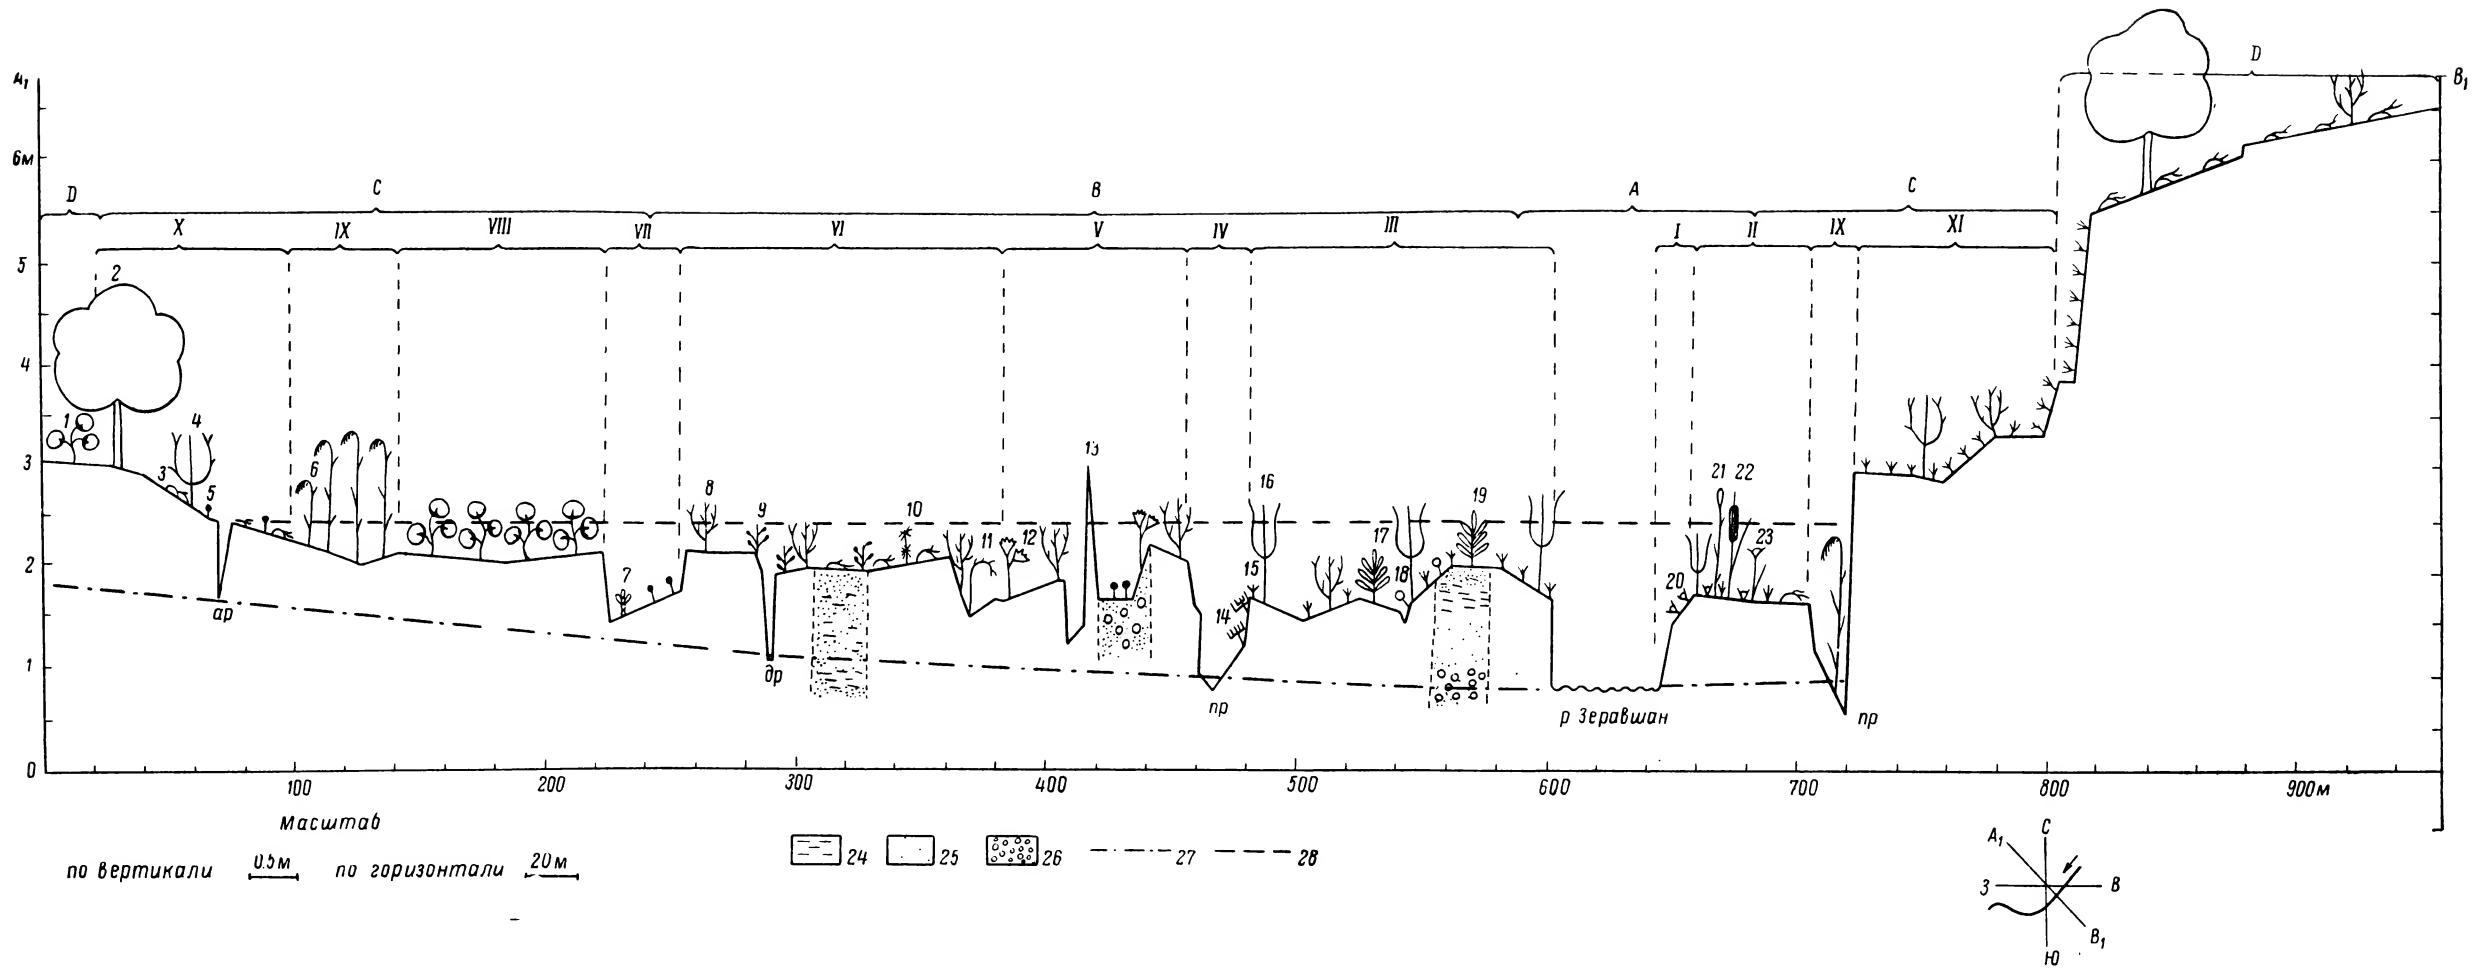 D
A₁ B₁
6м
D C B A C
X IX VIII VII VI V IV III I II IX XI
5
2
4
1 4
3 3 5 6 13
8 9 10 16 19 21 22
11 12 17 23
2
7 15 18 20
14
ар
1
др
пр р Зеравшан пр
0
100 200 300 400 500 600 700 800 900м
Масштаб
по вертикали 0.5м по горизонтали 20м
24 25 26 27 28
A₁ С
З В
B₁
Ю